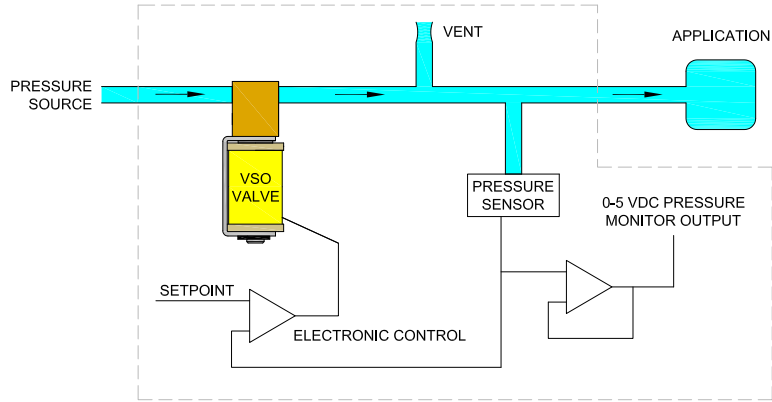 VENT
APPLICATION
PRESSURE
SOURCE
VSO
VALVE
PRESSURE
SENSOR
0-5 VDC PRESSURE
MONITOR OUTPUT
SETPOINT
ELECTRONIC CONTROL